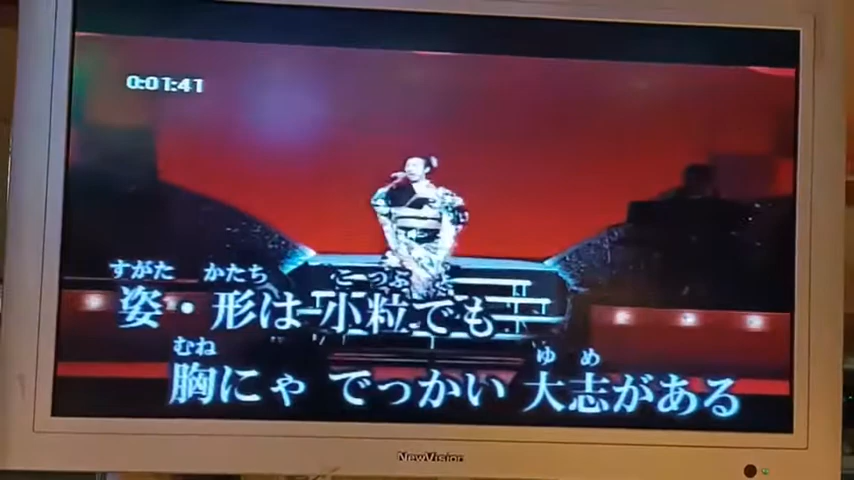 0:01:41
すがた かたち こつぶ
姿・形は小粒でも
むね ゆめ
胸にゃ でっかい 大志がある
NewVision